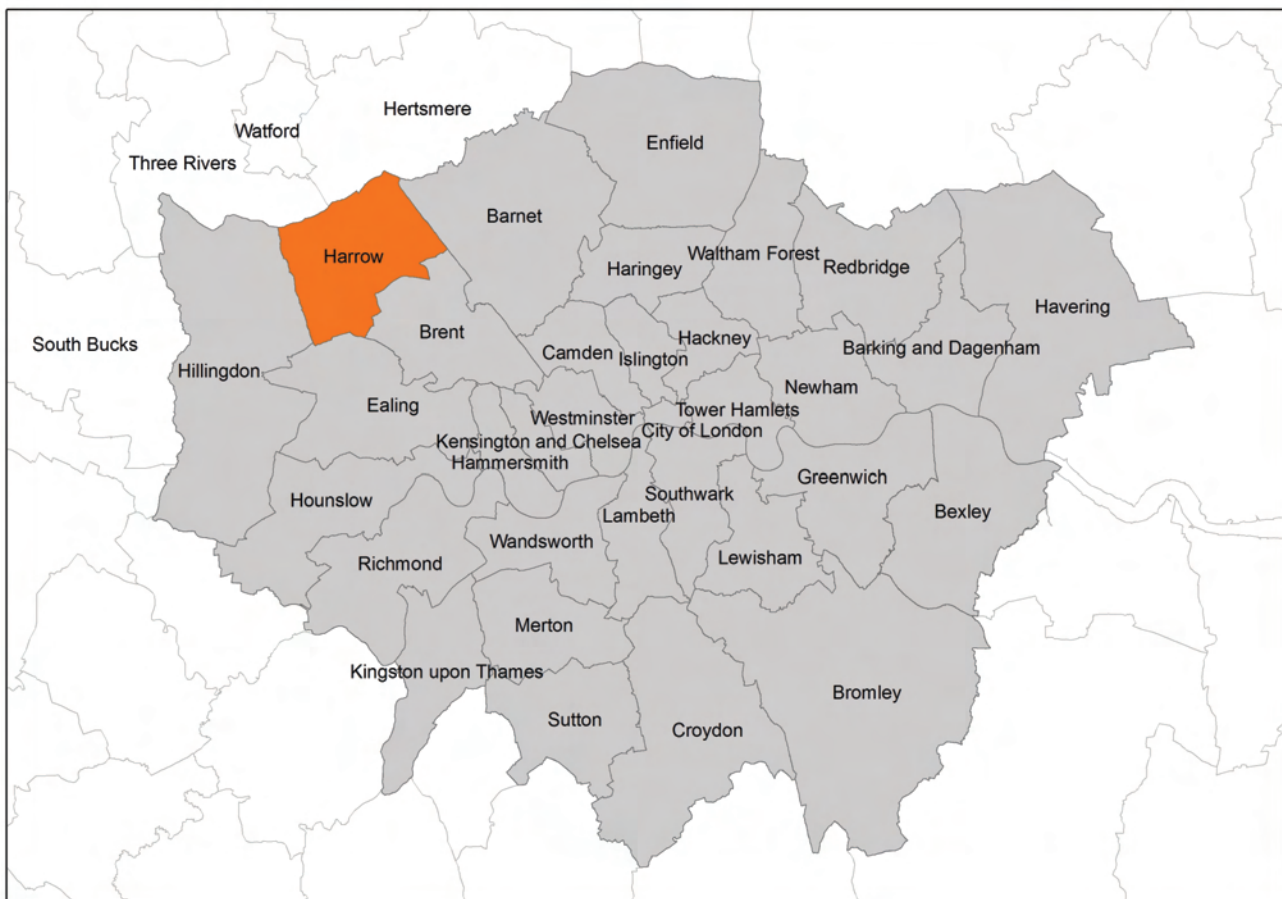 Hertsmere
Watford
Three Rivers
Enfield
Barnet
Harrow
Haringey
Waltham Forest
Redbridge
Havering
South Bucks
Hillingdon
Brent
Camden
Islington
Hackney
Barking and Dagenham
Newham
Ealing
Westminster
Tower Hamlets
City of London
Kensington and Chelsea
Hammersmith
Greenwich
Hounslow
Southwark
Lambeth
Bexley
Wandsworth
Richmond
Lewisham
Merton
Kingston upon Thames
Bromley
Sutton
Croydon